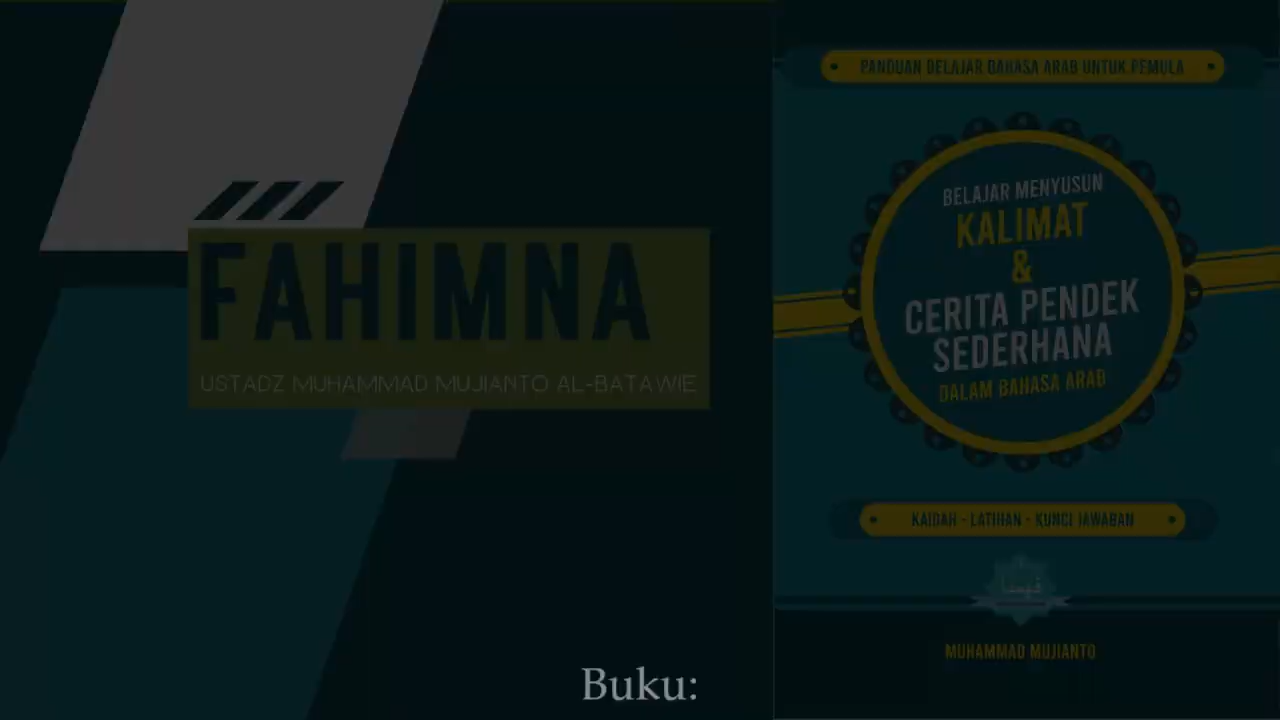 FAHIMNA
USTADZ MUHAMMAD MUJIANTO AL-BATAWIE
PANDUAN BELAJAR BAHASA ARAB UNTUK PEMULA
BELAJAR MENYUSUN
KALIMAT
&
CERITA PENDEK
SEDERHANA
DALAM BAHASA ARAB
KAIDAH - LATIHAN - KUNCI JAWABAN
MUHAMMAD MUJIANTO
Buku: